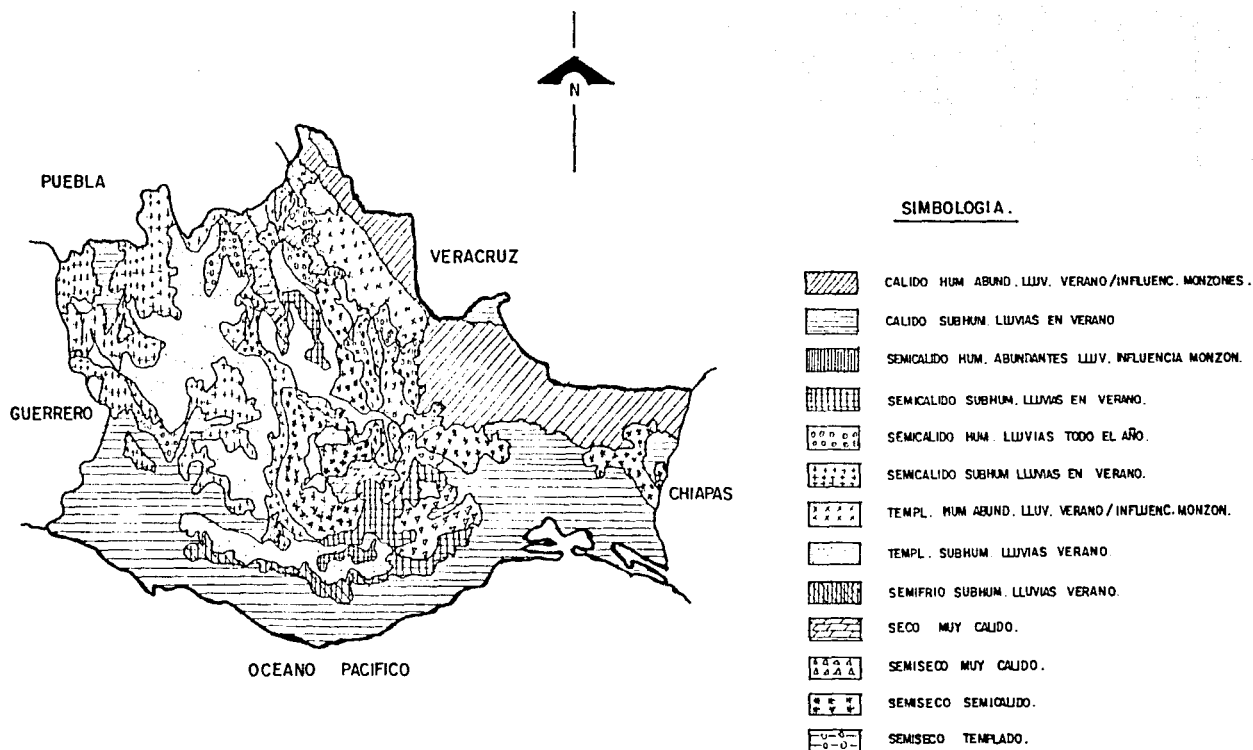 N
PUEBLA
VERACRUZ
GUERRERO
CHIAPAS
OCEANO PACIFICO
SIMBOLOGIA.
CALIDO HUM ABUND. LLUV. VERANO/INFLUENC. MONZONES.
CALIDO SUBHUM. LLUVIAS EN VERANO
SEMICALIDO HUM. ABUNDANTES LLUV. INFLUENCIA MONZON.
SEMICALIDO SUBHUM. LLUVIAS EN VERANO.
SEMICALIDO HUM. LLUVIAS TODO EL AÑO.
SEMICALIDO SUBHUM LLUVIAS EN VERANO.
TEMPL. HUM ABUND. LLUV. VERANO/INFLUENC. MONZON.
TEMPL. SUBHUM. LLUVIAS VERANO
SEMIFRIO SUBHUM. LLUVIAS VERANO.
SECO MUY CALIDO.
SEMISECO MUY CALIDO.
SEMISECO SEMICALIDO.
SEMISECO TEMPLADO.